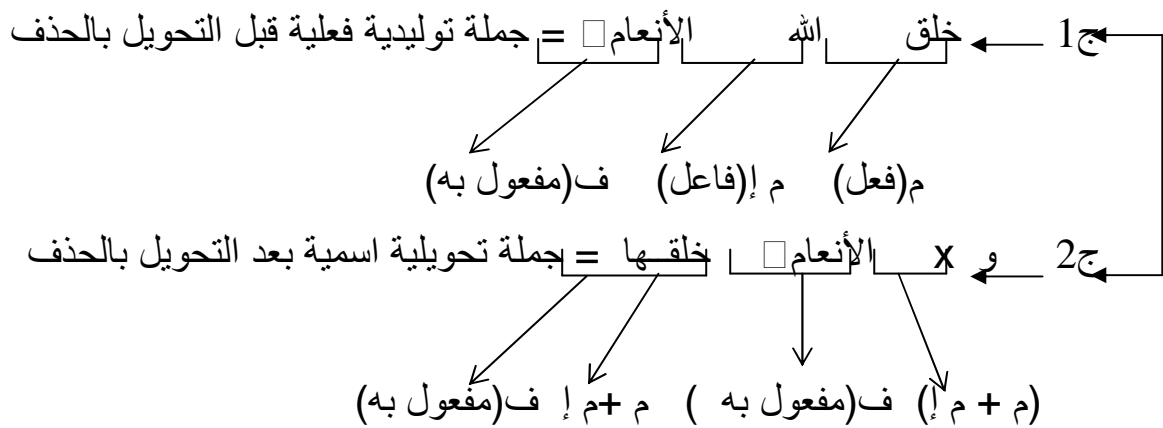 ج1 خلق الله الأنعام = جملة توليدية فعلية قبل التحويل بالحذف
م(فعل) م إ(فاعل) ف(مفعول به)
ج2 و x الأنعام خلقـها = جملة تحويلية اسمية بعد التحويل بالحذف
(م + م إ) ف(مفعول به ) م +م إ ف(مفعول به)